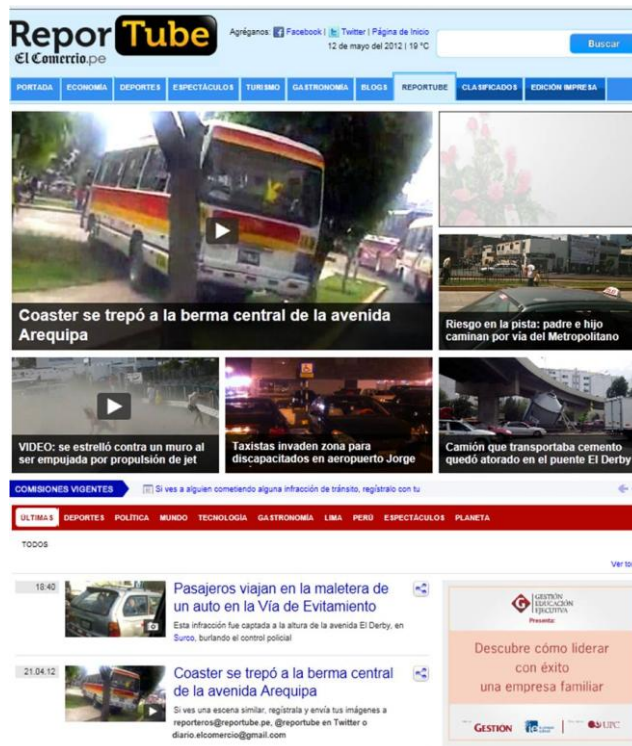 Repor Tube
El Comercio.pe
Agréganos: Facebook | Twitter | Página de Inicio
12 de mayo del 2012 | 19 °C
Buscar
PORTADA ECONOMÍA DEPORTES ESPECTÁCULOS TURISMO GASTRONOMÍA BLOGS REPORTUBE CLASIFICADOS EDICIÓN IMPRESA
Coaster se trepó a la berma central de la avenida
Arequipa
Riesgo en la pista: padre e hijo
caminan por vía del Metropolitano
VIDEO: se estrelló contra un muro al
ser empujada por propulsión de jet
Taxistas invaden zona para
discapacitados en aeropuerto Jorge
Camión que transportaba cemento
quedó atorado en el puente El Derby
COMISIONES VIGENTES Si ves a alguien cometiendo alguna infracción de tránsito, regístralo con tu
ÚLTIMAS DEPORTES POLÍTICA MUNDO TECNOLOGÍA GASTRONOMÍA LIMA PERÚ ESPECTÁCULOS PLANETA
TODOS
Ver to
18:40
Pasajeros viajan en la maletera de
un auto en la Vía de Evitamiento
Esta infracción fue captada a la altura de la avenida El Derby, en
Surco, burlando el control policial
21.04.12
Coaster se trepó a la berma central
de la avenida Arequipa
Si ves una escena similar, regístrala y envía tus imágenes a
reporteros@reportube.pe, @reportube en Twitter o
diario.elcomercio@gmail.com
GESTIÓN
EDUCACIÓN
EJECUTIVA
Presenta:
Descubre cómo liderar
con éxito
una empresa familiar
GESTIÓN
UPC